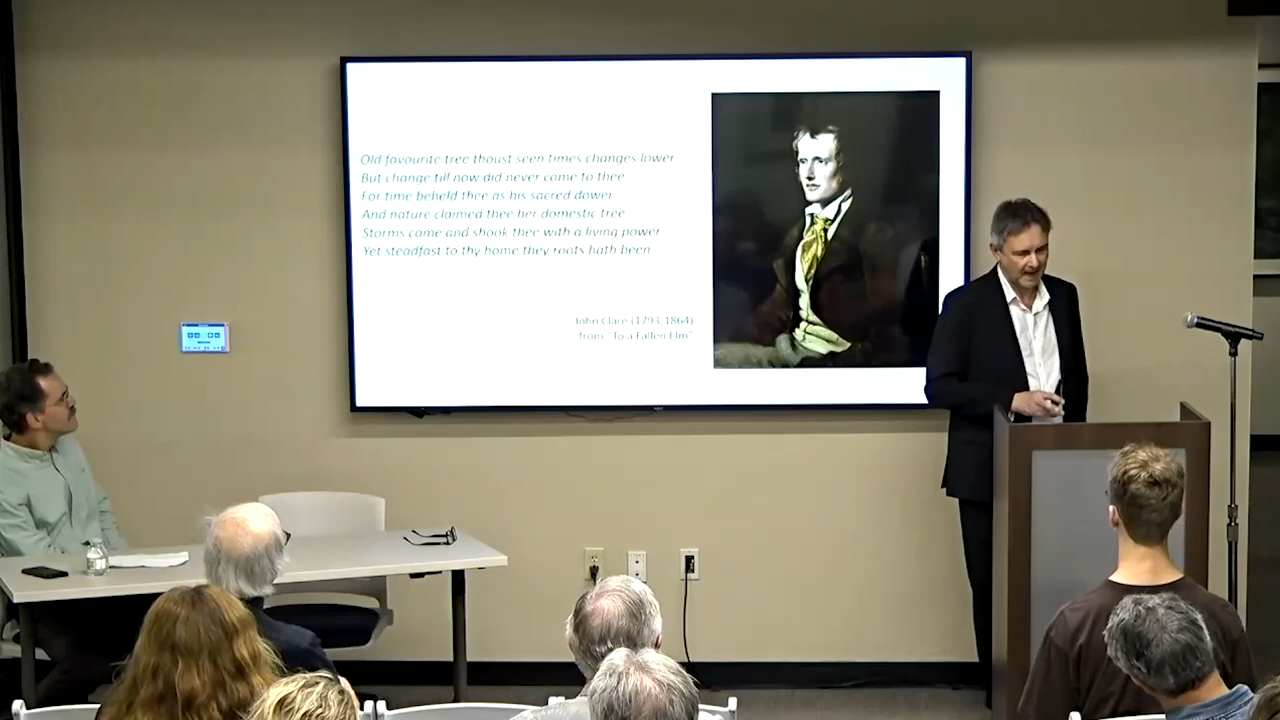 Old favourite tree thoust seen times changes lower
But change till now did never come to thee
For time beheld thee as his sacred dower
And nature claimed thee her domestic tree
Storms came and shook thee with a living power
Yet steadfast to thy home they roots hath been
John Clare (1793-1864)
from "To a Fallen Elm"